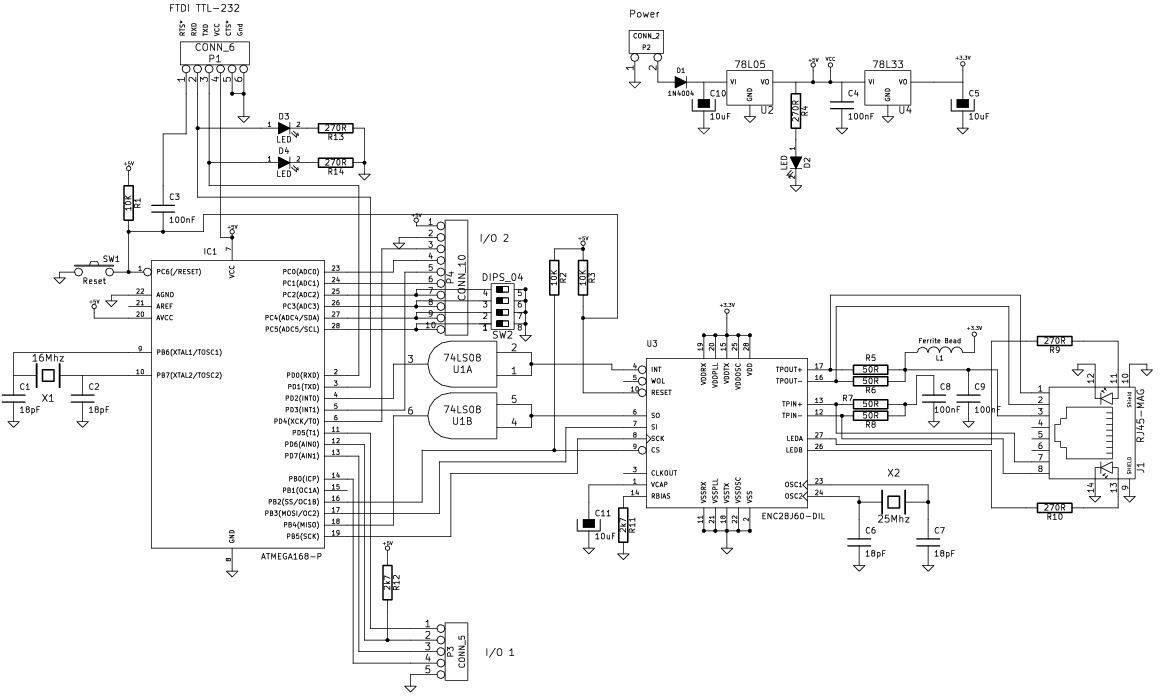 FTDI TTL-232
RTS*
RXD
TXD
VCC
CTS*
Gnd
CONN_6
P1
1
2
3
4
5
6
D3
1
2
LED
270R
R13
D4
1
2
LED
270R
R14
+5V
10K
R1
C3
100nF
SW1
Reset
+5V
16Mhz
X1
C1
18pF
C2
18pF
IC1
+5V
7
VCC
1 PC6(/RESET)
22 AGND
21 AREF
20 AVCC
9 PB6(XTAL1/TOSC1)
10 PB7(XTAL2/TOSC2)
PC0(ADC0) 23
PC1(ADC1) 24
PC2(ADC2) 25
PC3(ADC3) 26
PC4(ADC4/SDA) 27
PC5(ADC5/SCL) 28
PD0(RXD) 2
PD1(TXD) 3
PD2(INT0) 4
PD3(INT1) 5
PD4(XCK/T0) 6
PD5(T1) 11
PD6(AIN0) 12
PD7(AIN1) 13
PB0(ICP) 14
PB1(OC1A) 15
PB2(SS/OC1B) 16
PB3(MOSI/OC2) 17
PB4(MISO) 18
PB5(SCK) 19
GND
8
ATMEGA168-P
+5V
1
2
3
4
5
6
7
8
9
10
P4
CONN_10
I/O 2
DIPS_04
4 5
3 6
2 7
1 8
SW2
74LS08
U1A
3
2
1
74LS08
U1B
6
5
4
+5V
10K
R2
10K
R3
+5V
2k7
R12
1
2
3
4
5
P3
CONN_5
I/O 1
Power
CONN_2
P2
1
2
D1
1N4004
C10
10uF
78L05
VI VO
GND
U2
+5V
VCC
270R
R4
1
LED
D2
2
C4
100nF
78L33
VI VO
GND
U4
+3.3V
C5
10uF
U3
+3.3V
19
20
15
25
28
VDDRX
VDDPLL
VDDTX
VDDOSC
VDD
4 INT
5 WOL
10 RESET
6 SO
7 SI
8 SCK
9 CS
3 CLKOUT
1 VCAP
14 RBIAS
TPOUT+ 17
TPOUT- 16
TPIN+ 13
TPIN- 12
LEDA 27
LEDB 26
OSC1 23
OSC2 24
VSSRX
VSSPLL
VSSTX
VSSOSC
VSS
11
21
18
22
2
ENC28J60-DIL
C11
10uF
2k7
R11
R5
50R
50R
R6
R7
50R
50R
R8
Ferrite Bead
L1
+3.3V
C8
100nF
C9
100nF
X2
25Mhz
C6
18pF
C7
18pF
270R
R9
270R
R10
12
11
10
Shield
1
2
3
4
5
6
7
8
14
13
9
SHIELD
RJ45-MAG
J1